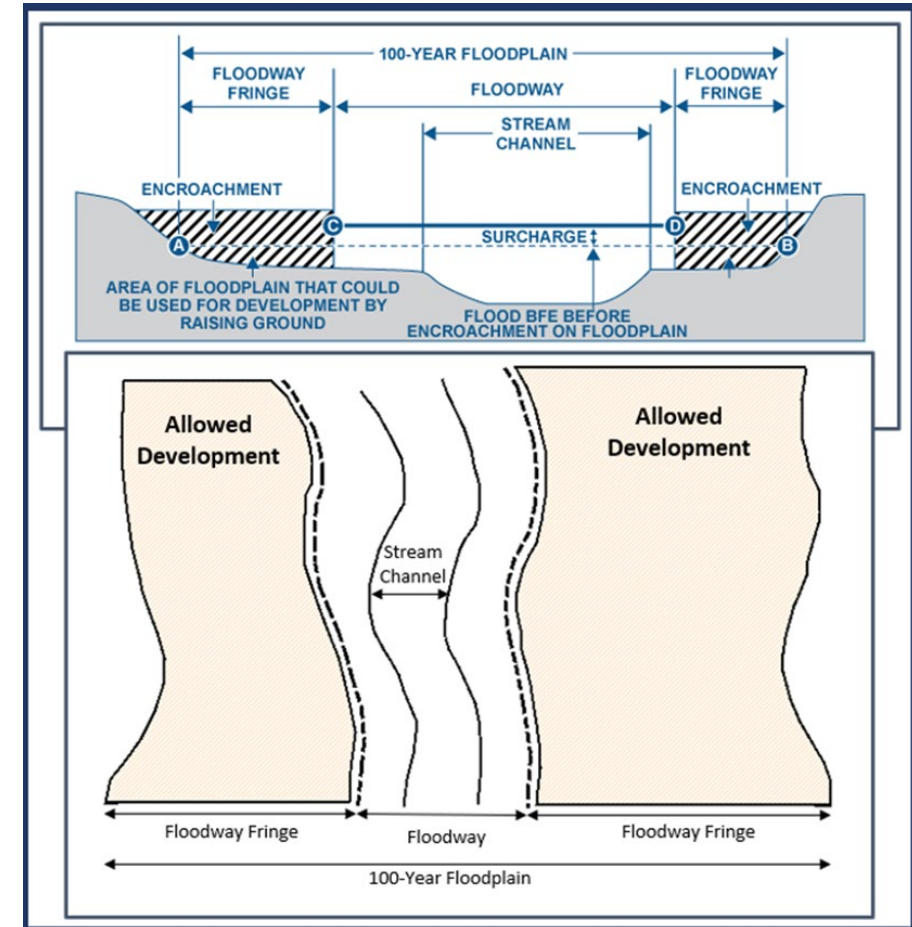 100-YEAR FLOODPLAIN
FLOODWAY
FRINGE
FLOODWAY
FLOODWAY
FRINGE
STREAM
CHANNEL
ENCROACHMENT
ENCROACHMENT
C
D
SURCHARGE
A
B
AREA OF FLOODPLAIN THAT COULD
BE USED FOR DEVELOPMENT BY
RAISING GROUND
FLOOD BFE BEFORE
ENCROACHMENT ON FLOODPLAIN
Allowed
Development
Allowed
Development
Stream
Channel
Floodway Fringe
Floodway
Floodway Fringe
100-Year Floodplain